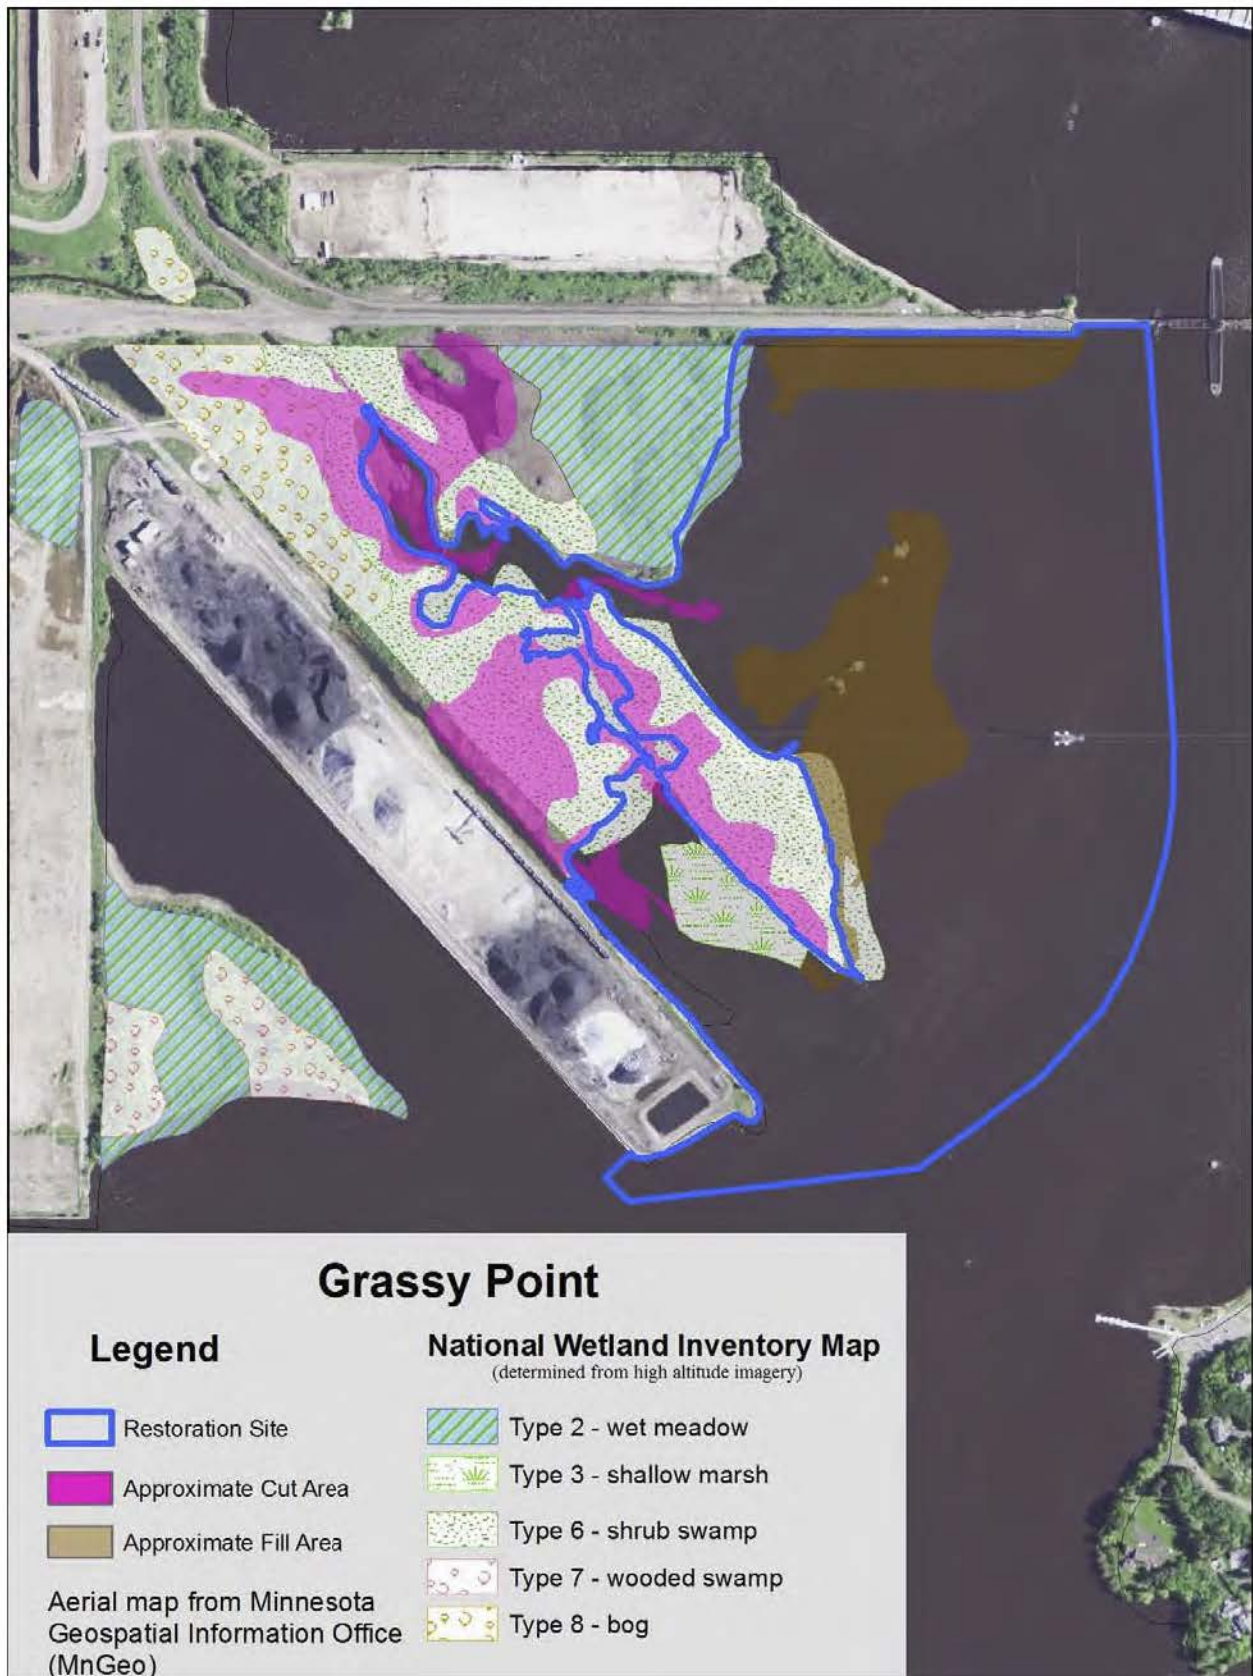 Grassy Point
Legend
Restoration Site
Approximate Cut Area
Approximate Fill Area
Aerial map from Minnesota
Geospatial Information Office
(MnGeo)
National Wetland Inventory Map
(determined from high altitude imagery)
Type 2 - wet meadow
Type 3 - shallow marsh
Type 6 - shrub swamp
Type 7 - wooded swamp
Type 8 - bog